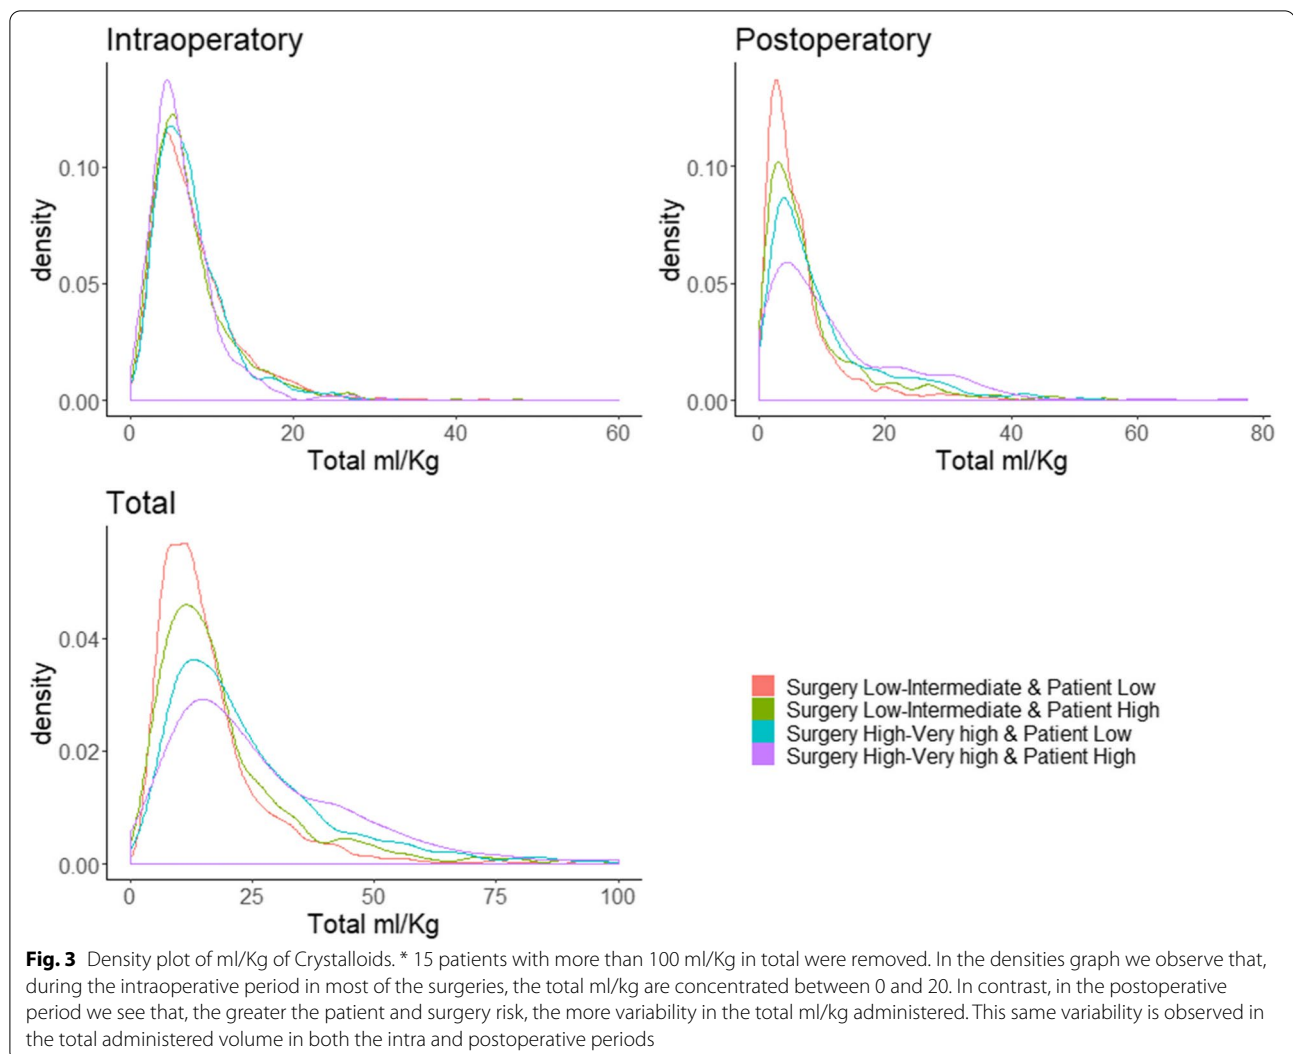 Intraoperatory
density
0.10
0.05
0.00
0
20
40
60
Total ml/Kg
Postoperatory
density
0.10
0.05
0.00
0
20
40
60
80
Total ml/Kg
Total
density
0.04
0.02
0.00
0
25
50
75
100
Total ml/Kg
Surgery Low-Intermediate & Patient Low
Surgery Low-Intermediate & Patient High
Surgery High-Very high & Patient Low
Surgery High-Very high & Patient High
Fig. 3 Density plot of ml/Kg of Crystalloids. * 15 patients with more than 100 ml/Kg in total were removed. In the densities graph we observe that,
during the intraoperative period in most of the surgeries, the total ml/kg are concentrated between 0 and 20. In contrast, in the postoperative
period we see that, the greater the patient and surgery risk, the more variability in the total ml/kg administered. This same variability is observed in
the total administered volume in both the intra and postoperative periods